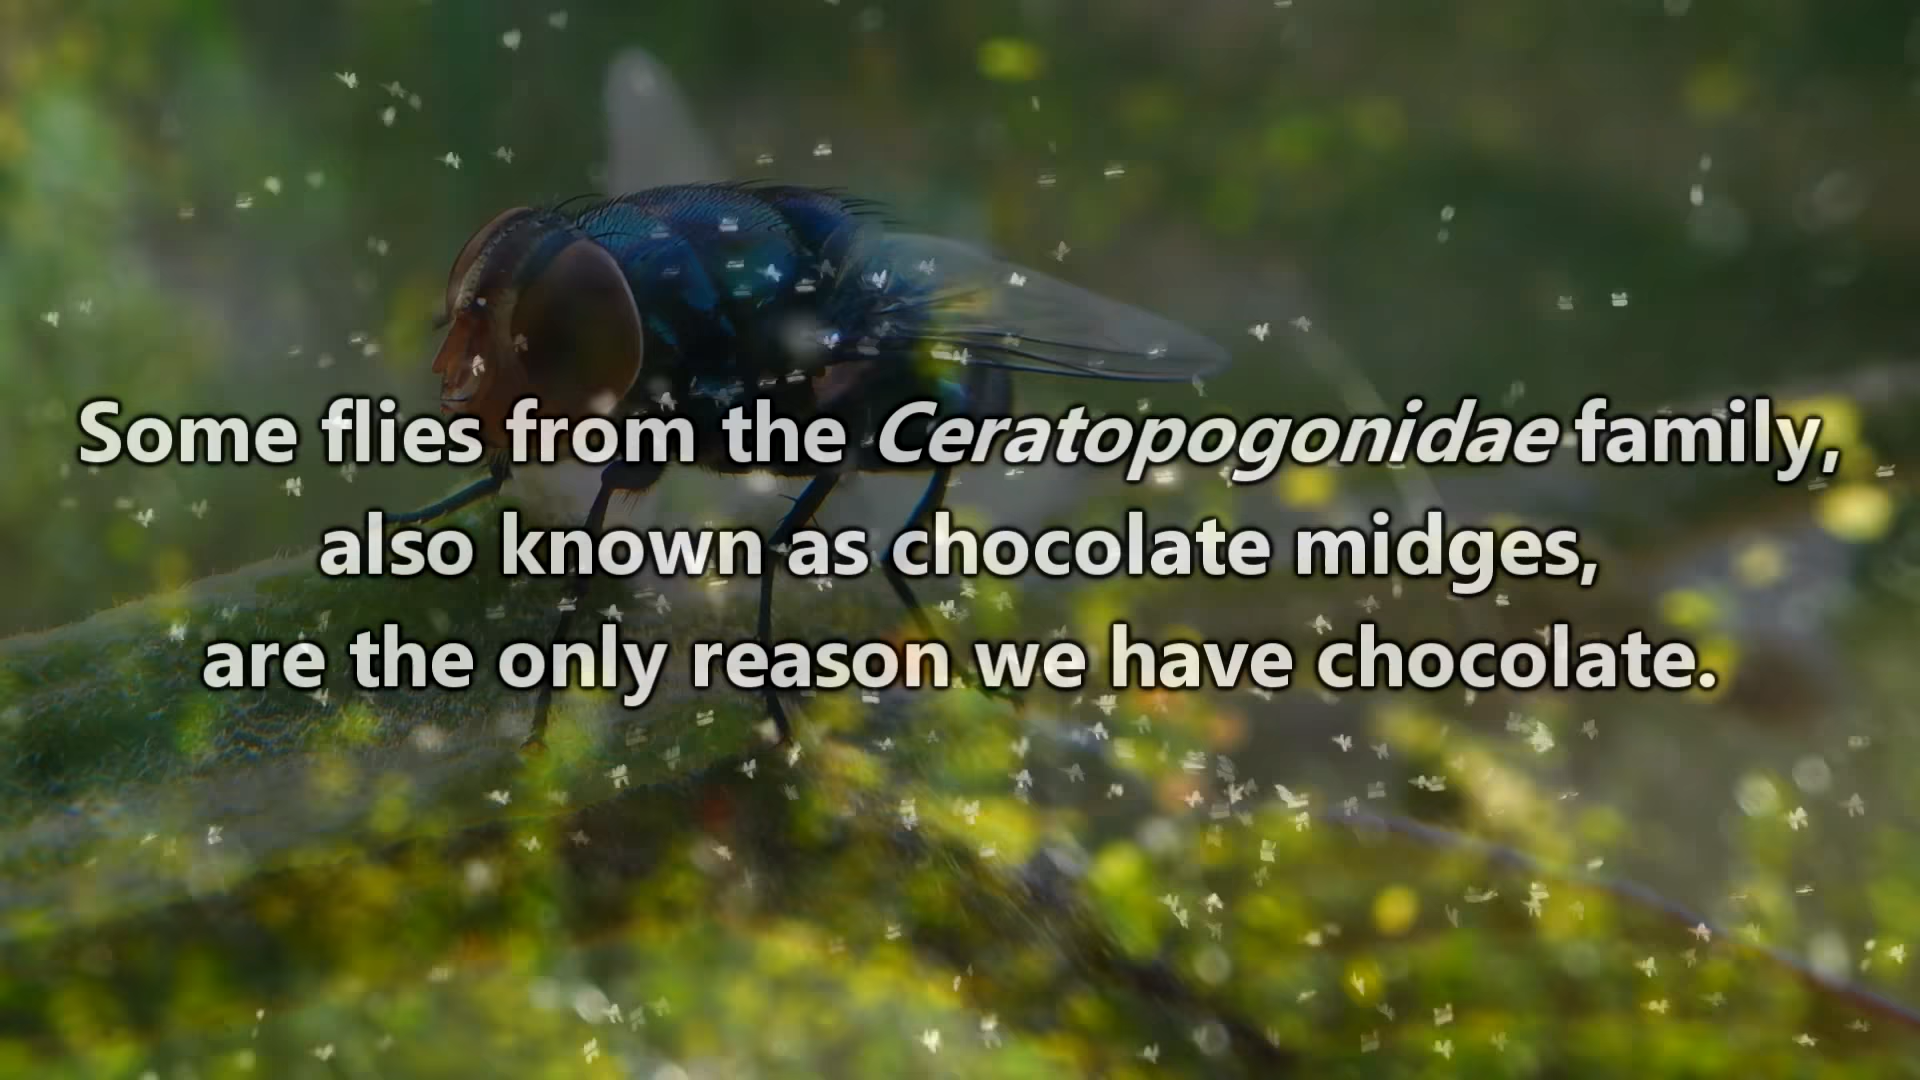 Some flies from the Ceratopogonidae family,
also known as chocolate midges,
are the only reason we have chocolate.